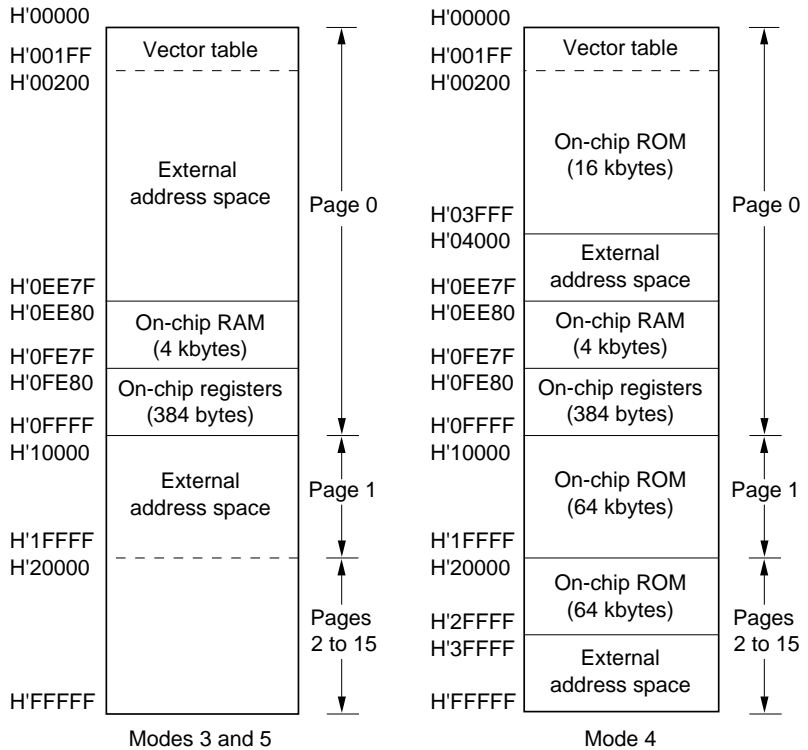 H'00000
H'001FF
H'00200
Vector table
External
address space
Page 0
H'0EE7F
H'0EE80
On-chip RAM
(4 kbytes)
H'0FE7F
H'0FE80
On-chip registers
(384 bytes)
H'0FFFF
H'10000
External
address space
Page 1
H'1FFFF
H'20000
Pages
2 to 15
H'FFFFF
Modes 3 and 5
H'00000
H'001FF
H'00200
Vector table
On-chip ROM
(16 kbytes)
Page 0
H'03FFF
H'04000
External
address space
H'0EE7F
H'0EE80
On-chip RAM
(4 kbytes)
H'0FE7F
H'0FE80
On-chip registers
(384 bytes)
H'0FFFF
H'10000
On-chip ROM
(64 kbytes)
Page 1
H'1FFFF
H'20000
On-chip ROM
(64 kbytes)
Pages
2 to 15
H'2FFFF
H'3FFFF
External
address space
H'FFFFF
Mode 4